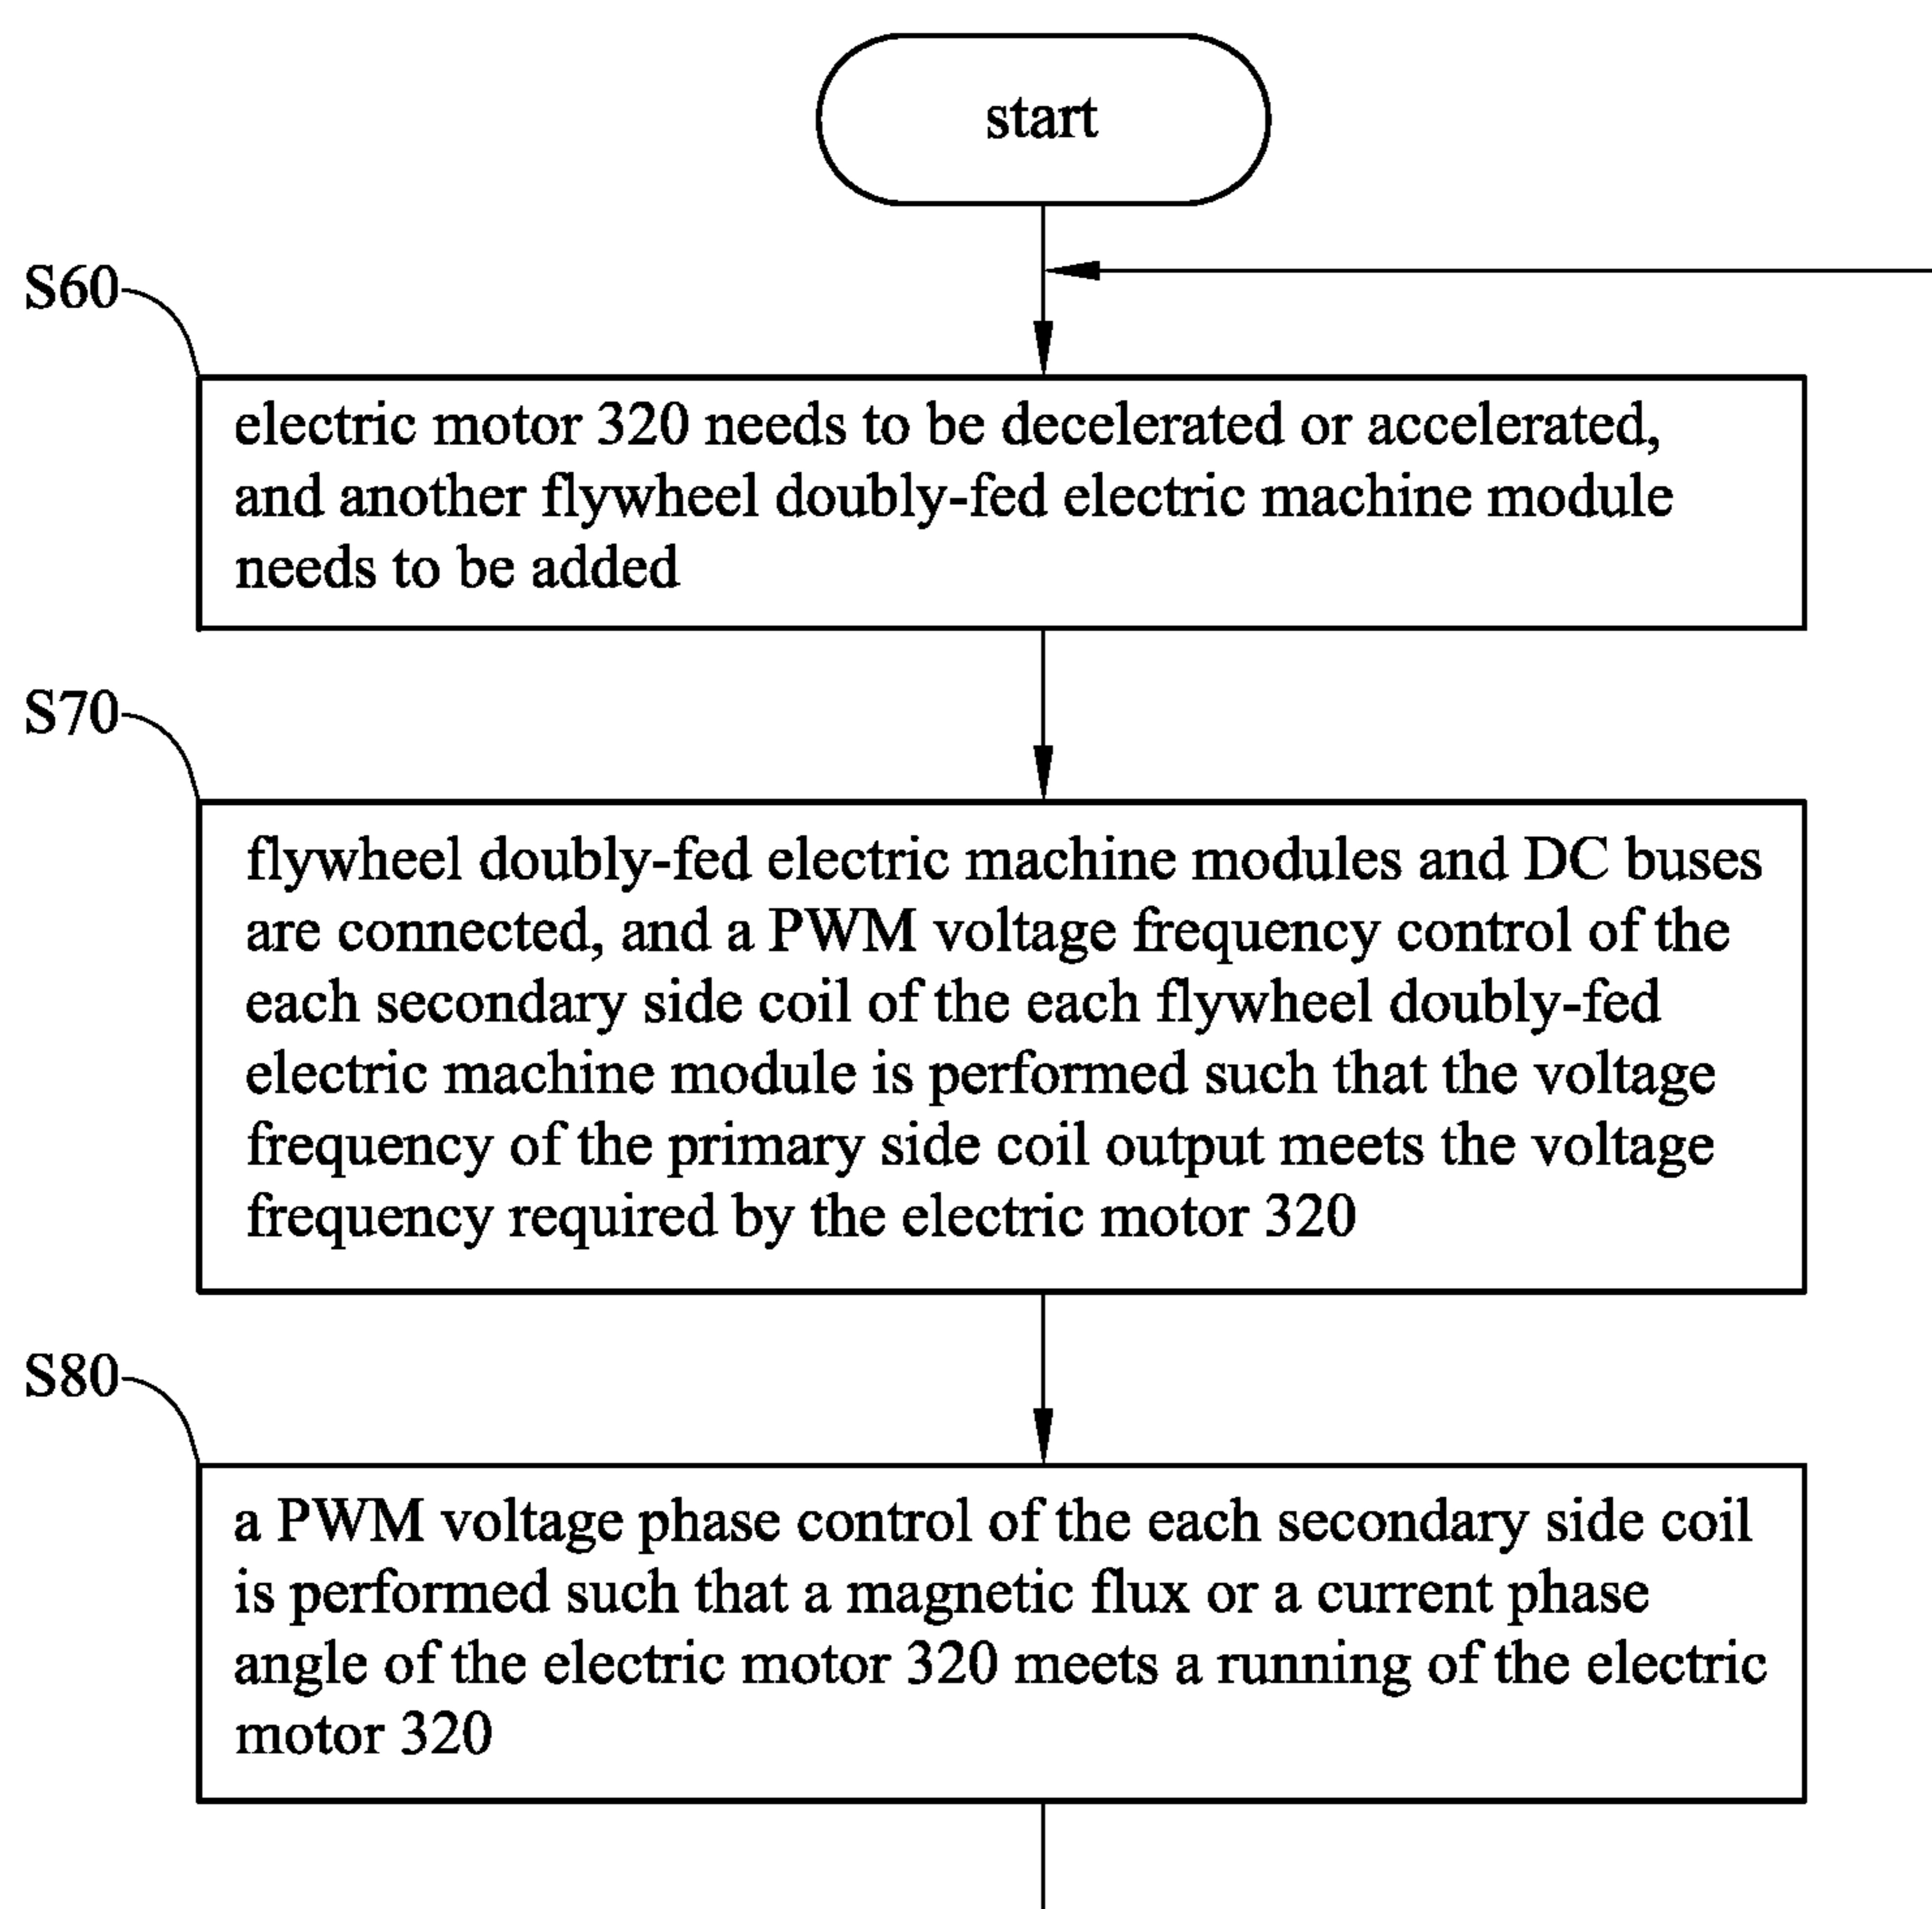 start
S60
electric motor 320 needs to be decelerated or accelerated,
and another flywheel doubly-fed electric machine module
needs to be added
S70
flywheel doubly-fed electric machine modules and DC buses
are connected, and a PWM voltage frequency control of the
each secondary side coil of the each flywheel doubly-fed
electric machine module is performed such that the voltage
frequency of the primary side coil output meets the voltage
frequency required by the electric motor 320
S80
a PWM voltage phase control of the each secondary side coil
is performed such that a magnetic flux or a current phase
angle of the electric motor 320 meets a running of the electric
motor 320